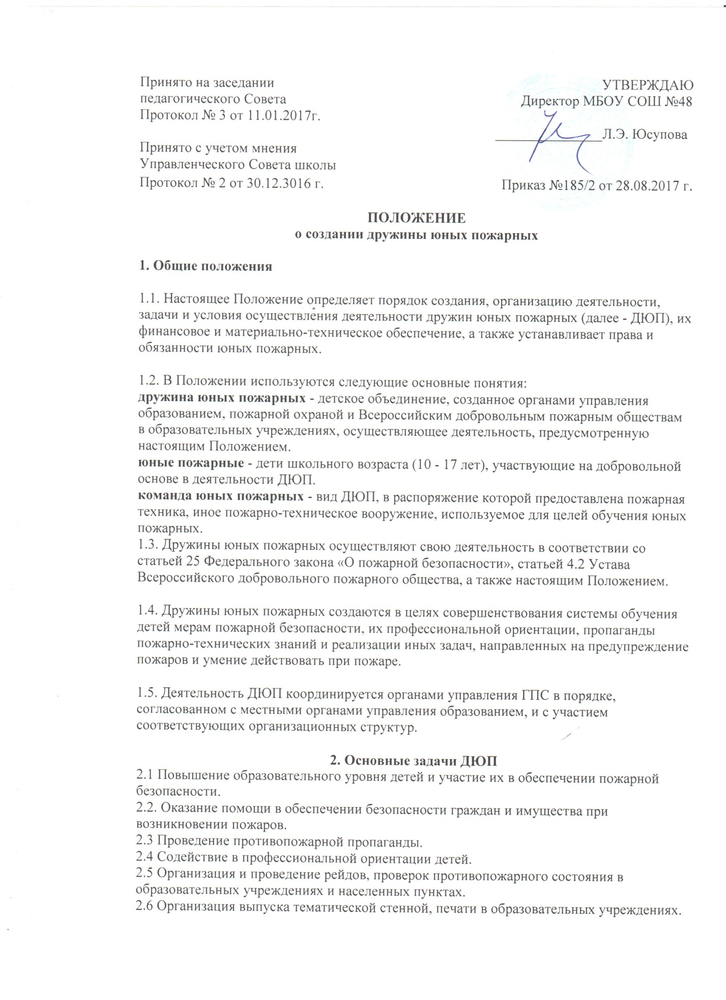 Принято на заседании
педагогического Совета
Протокол № 3 от 11.01.2017г.
Принято с учетом мнения
Управленческого Совета школы
Протокол № 2 от 30.12.3016 г.
УТВЕРЖДАЮ
Директор МБОУ СОШ №48
_______________Л.Э. Юсупова
Приказ №185/2 от 28.08.2017 г.
ПОЛОЖЕНИЕ
о создании дружины юных пожарных
1. Общие положения
1.1. Настоящее Положение определяет порядок создания, организацию деятельности,
задачи и условия осуществления деятельности дружин юных пожарных (далее - ДЮП), их
финансовое и материально-техническое обеспечение, а также устанавливает права и
обязанности юных пожарных.
1.2. В Положении используются следующие основные понятия:
дружина юных пожарных - детское объединение, созданное органами управления
образованием, пожарной охраной и Всероссийским добровольным пожарным обществам
в образовательных учреждениях, осуществляющее деятельность, предусмотренную
настоящим Положением.
юные пожарные - дети школьного возраста (10 - 17 лет), участвующие на добровольной
основе в деятельности ДЮП.
команда юных пожарных - вид ДЮП, в распоряжение которой предоставлена пожарная
техника, иное пожарно-техническое вооружение, используемое для целей обучения юных
пожарных.
1.3. Дружины юных пожарных осуществляют свою деятельность в соответствии со
статьей 25 Федерального закона «О пожарной безопасности», статьей 4.2 Устава
Всероссийского добровольного пожарного общества, а также настоящим Положением.
1.4. Дружины юных пожарных создаются в целях совершенствования системы обучения
детей мерам пожарной безопасности, их профессиональной ориентации, пропаганды
пожарно-технических знаний и реализации иных задач, направленных на предупреждение
пожаров и умение действовать при пожаре.
1.5. Деятельность ДЮП координируется органами управления ГПС в порядке,
согласованном с местными органами управления образованием, и с участием
соответствующих организационных структур.
2. Основные задачи ДЮП
2.1 Повышение образовательного уровня детей и участие их в обеспечении пожарной
безопасности.
2.2. Оказание помощи в обеспечении безопасности граждан и имущества при
возникновении пожаров.
2.3 Проведение противопожарной пропаганды.
2.4 Содействие в профессиональной ориентации детей.
2.5 Организация и проведение рейдов, проверок противопожарного состояния в
образовательных учреждениях и населенных пунктах.
2.6 Организация выпуска тематической стенной, печати в образовательных учреждениях.